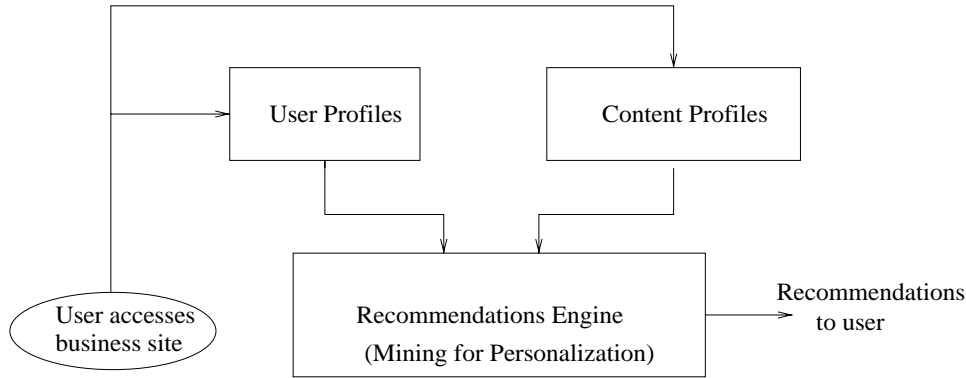 User Profiles
Content Profiles
User accesses
business site
Recommendations Engine
(Mining for Personalization)
Recommendations
to user